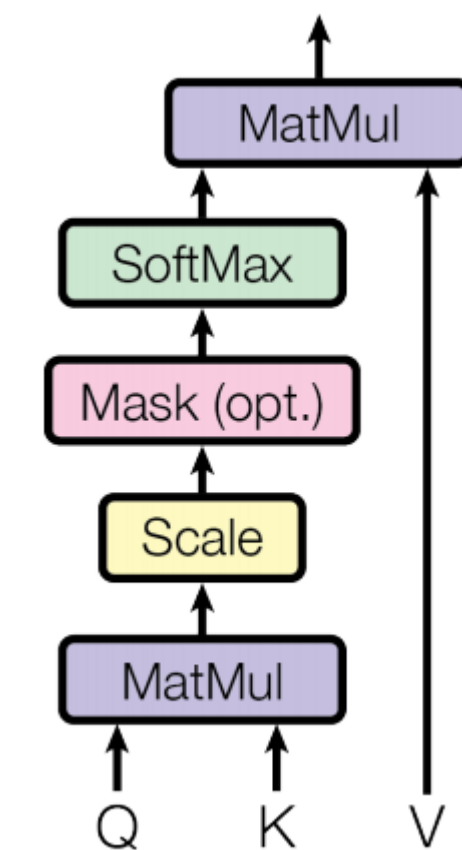 MatMul
SoftMax
Mask (opt.)
Scale
MatMul
Q K V